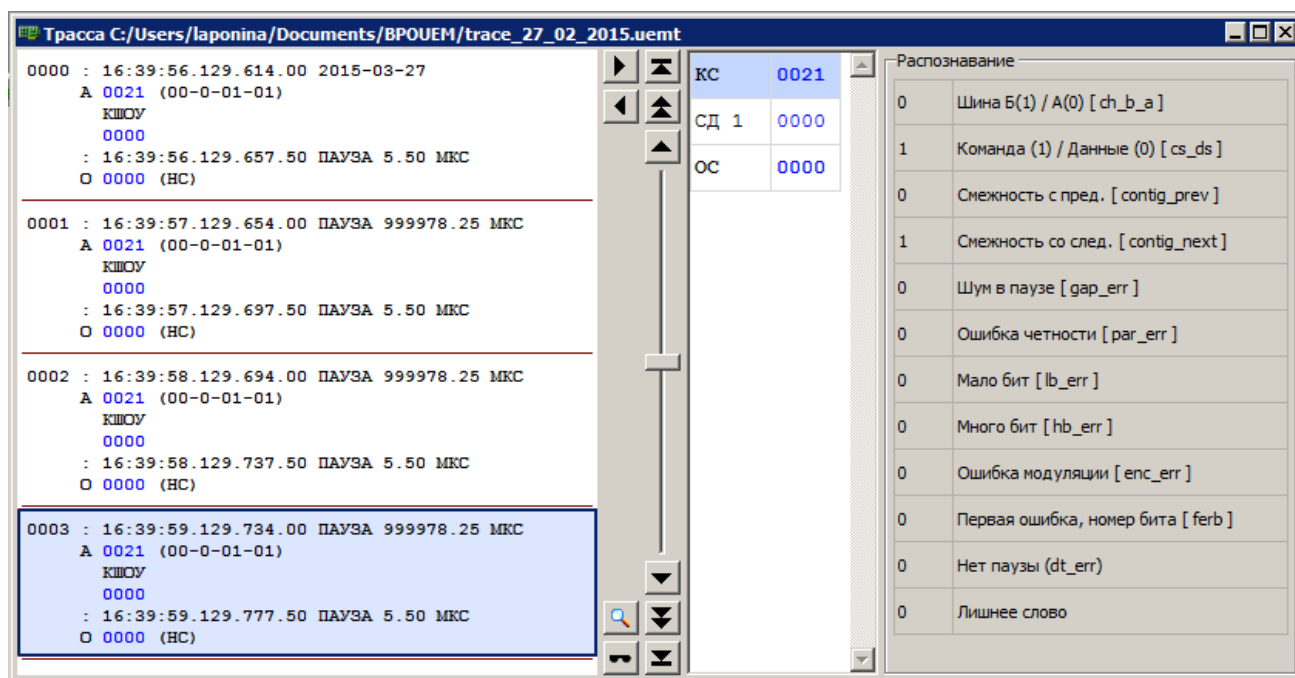 Трасса C:/Users/laponina/Documents/BPOUEM/trace_27_02_2015.uemt
0000 : 16:39:56.129.614.00 2015-03-27
А 0021 (00-0-01-01)
КШОУ
0000
: 16:39:56.129.657.50 ПАУЗА 5.50 МКС
О 0000 (НС)
0001 : 16:39:57.129.654.00 ПАУЗА 999978.25 МКС
А 0021 (00-0-01-01)
КШОУ
0000
: 16:39:57.129.697.50 ПАУЗА 5.50 МКС
О 0000 (НС)
0002 : 16:39:58.129.694.00 ПАУЗА 999978.25 МКС
А 0021 (00-0-01-01)
КШОУ
0000
: 16:39:58.129.737.50 ПАУЗА 5.50 МКС
О 0000 (НС)
0003 : 16:39:59.129.734.00 ПАУЗА 999978.25 МКС
А 0021 (00-0-01-01)
КШОУ
0000
: 16:39:59.129.777.50 ПАУЗА 5.50 МКС
О 0000 (НС)
КС 0021
СД 1 0000
ОС 0000
Распознавание
0 Шина Б(1) / А(0) [ ch_b_a ]
1 Команда (1) / Данные (0) [ cs_ds ]
0 Смежность с пред. [ contig_prev ]
1 Смежность со след. [ contig_next ]
0 Шум в паузе [ gap_err ]
0 Ошибка четности [ par_err ]
0 Мало бит [ lb_err ]
0 Много бит [ hb_err ]
0 Ошибка модуляции [ enc_err ]
0 Первая ошибка, номер бита [ ferb ]
0 Нет паузы (dt_err)
0 Лишнее слово